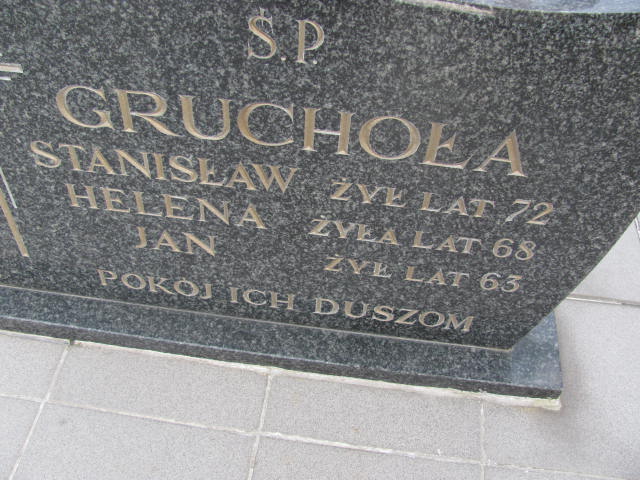 Ś.P.
GRUCHOŁA
STANISŁAW ŻYŁ LAT 72
HELENA ŻYŁA LAT 68
JAN ŻYŁ LAT 63
POKÓJ ICH DUSZOM